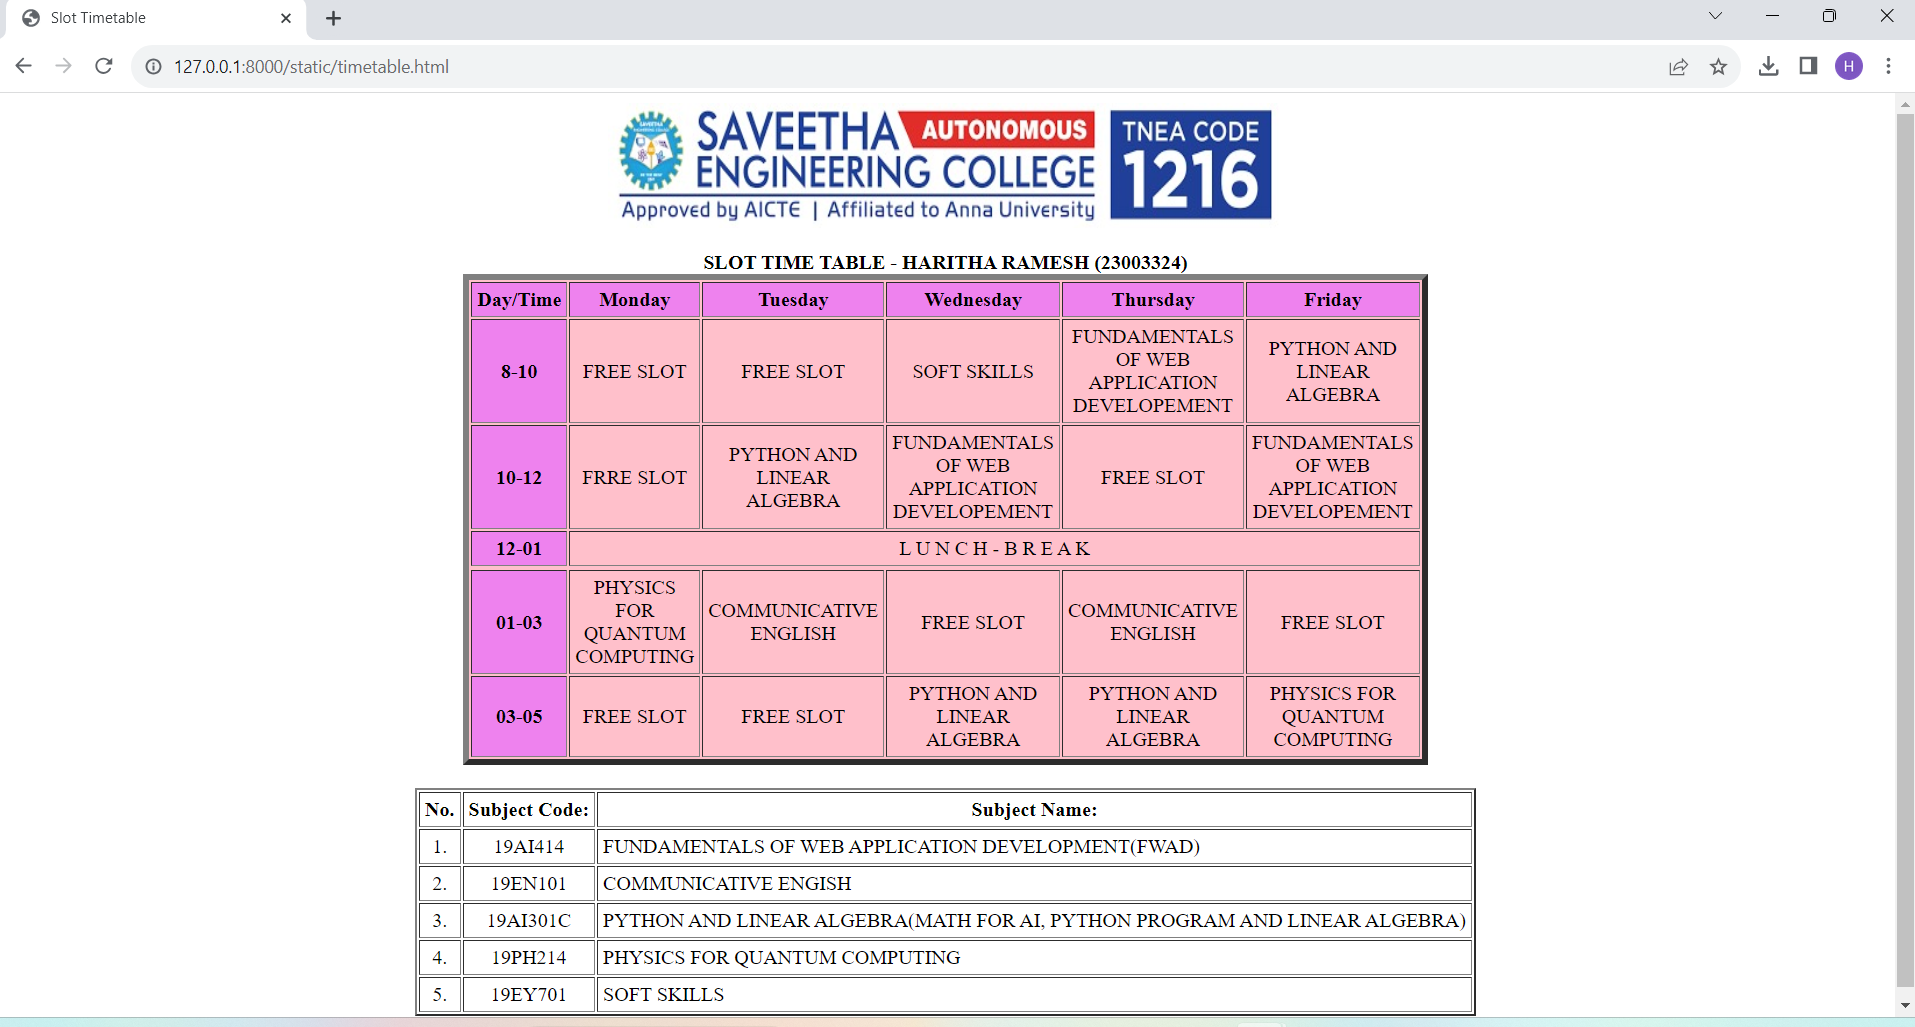 Slot Timetable
127.0.0.1:8000/static/timetable.html
H
SAVEETHA AUTONOMOUS
ENGINEERING COLLEGE
Approved by AICTE | Affiliated to Anna University
TNEA CODE
1216
SLOT TIME TABLE - HARITHA RAMESH (23003324)
Day/Time Monday Tuesday Wednesday Thursday Friday
8-10
FREE SLOT
FREE SLOT
SOFT SKILLS
FUNDAMENTALS
OF WEB
APPLICATION
DEVELOPEMENT
PYTHON AND
LINEAR
ALGEBRA
10-12
FRRE SLOT
PYTHON AND
LINEAR
ALGEBRA
FUNDAMENTALS
OF WEB
APPLICATION
DEVELOPEMENT
FREE SLOT
FUNDAMENTALS
OF WEB
APPLICATION
DEVELOPEMENT
12-01
L U N C H - B R E A K
01-03
PHYSICS
FOR
QUANTUM
COMPUTING
COMMUNICATIVE
ENGLISH
FREE SLOT
COMMUNICATIVE
ENGLISH
FREE SLOT
03-05
FREE SLOT
FREE SLOT
PYTHON AND
LINEAR
ALGEBRA
PYTHON AND
LINEAR
ALGEBRA
PHYSICS FOR
QUANTUM
COMPUTING
No. Subject Code: Subject Name:
1. 19AI414 FUNDAMENTALS OF WEB APPLICATION DEVELOPMENT(FWAD)
2. 19EN101 COMMUNICATIVE ENGISH
3. 19AI301C PYTHON AND LINEAR ALGEBRA(MATH FOR AI, PYTHON PROGRAM AND LINEAR ALGEBRA)
4. 19PH214 PHYSICS FOR QUANTUM COMPUTING
5. 19EY701 SOFT SKILLS